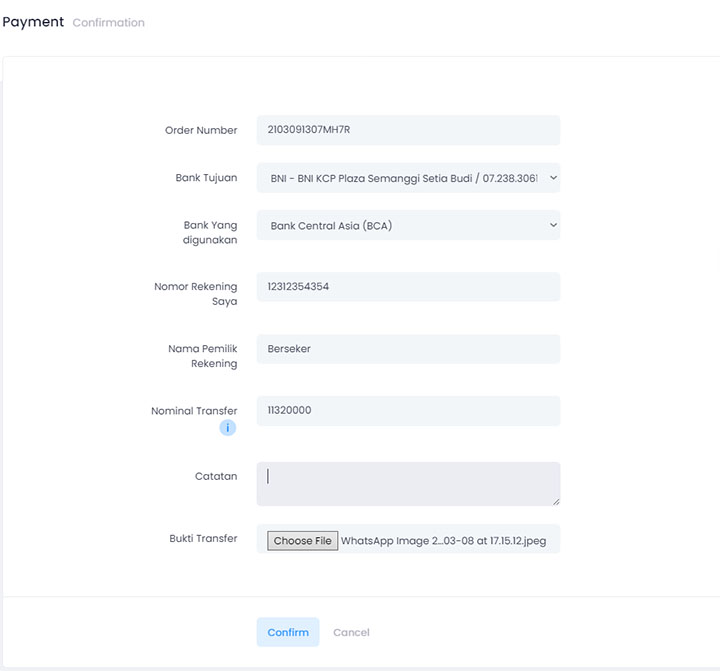 Payment Confirmation
Order Number 2103091307MH7R
Bank Tujuan BNI - BNI KCP Plaza Semanggi Setia Budi / 07.238.3061
Bank Yang
digunakan
Bank Central Asia (BCA)
Nomor Rekening
Saya
12312354354
Nama Pemilik
Rekening
Berseker
Nominal Transfer 11320000
i
Catatan
Bukti Transfer Choose File WhatsApp Image 2...03-08 at 17.15.12.jpeg
Confirm Cancel